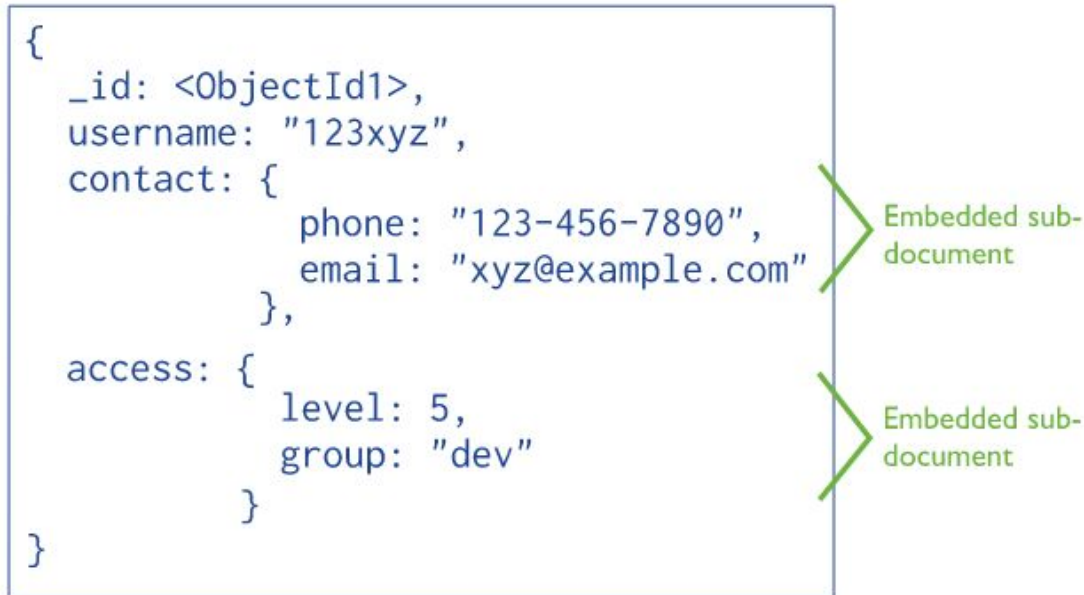 {
_id: <ObjectId1>,
username: "123xyz",
contact: {
phone: "123-456-7890",
email: "xyz@example.com"
},
access: {
level: 5,
group: "dev"
}
}
Embedded sub-
document
Embedded sub-
document